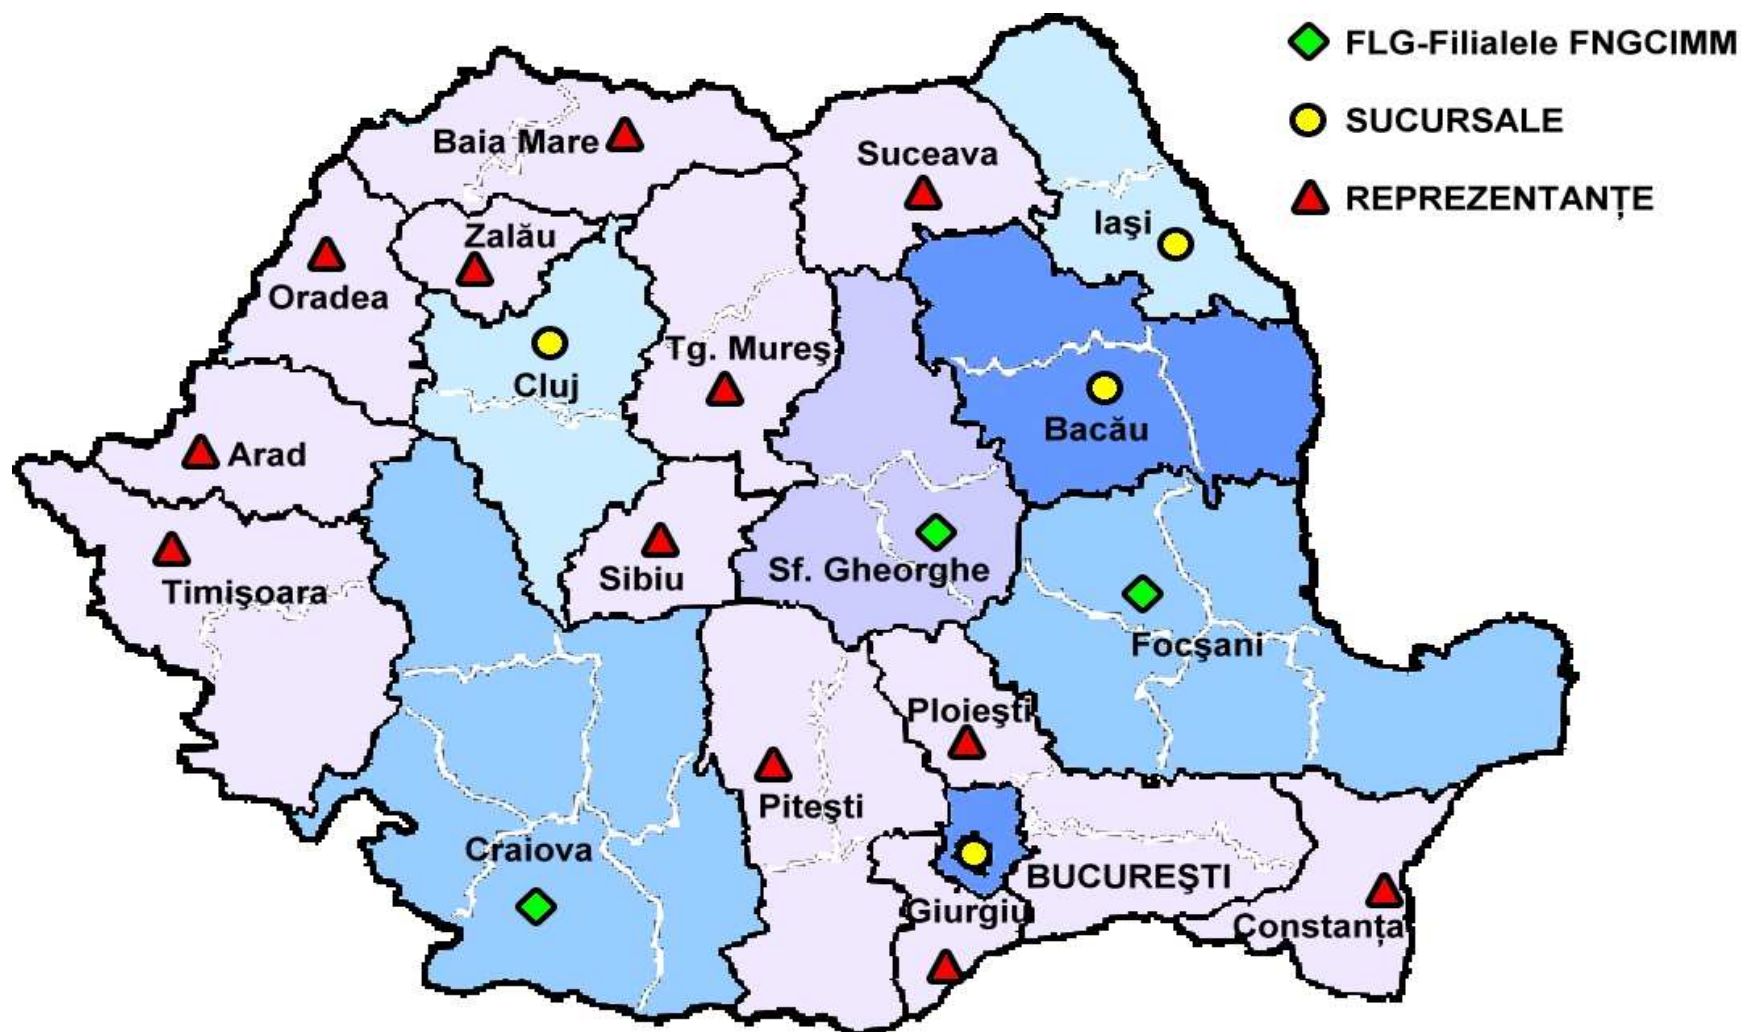 FLG-Filialele FNGCIMM
SUCURSALE
REPREZENTANȚE
Baia Mare
Suceava
Iaşi
Zalău
Oradea
Tg. Mureş
Cluj
Bacău
Arad
Timişoara
Sibiu
Sf. Gheorghe
Focşani
Ploieşti
Piteşti
Craiova
BUCUREŞTI
Giurgiu
Constanța